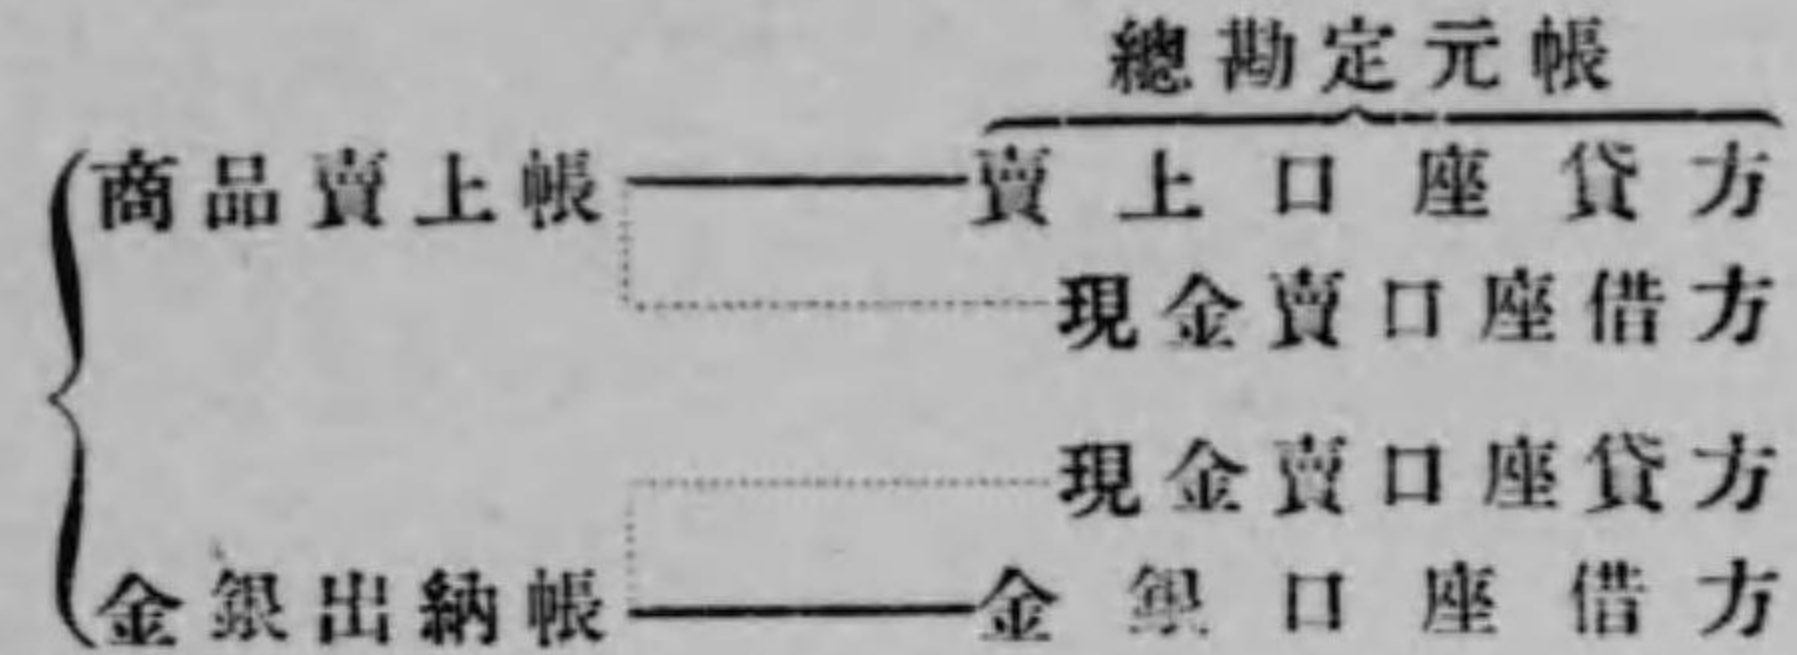 總勘定元帳
商品賣上帳 賣上口座貸方
現金賣口座借方
現金賣口座貸方
金銀出納帳 金銀口座借方